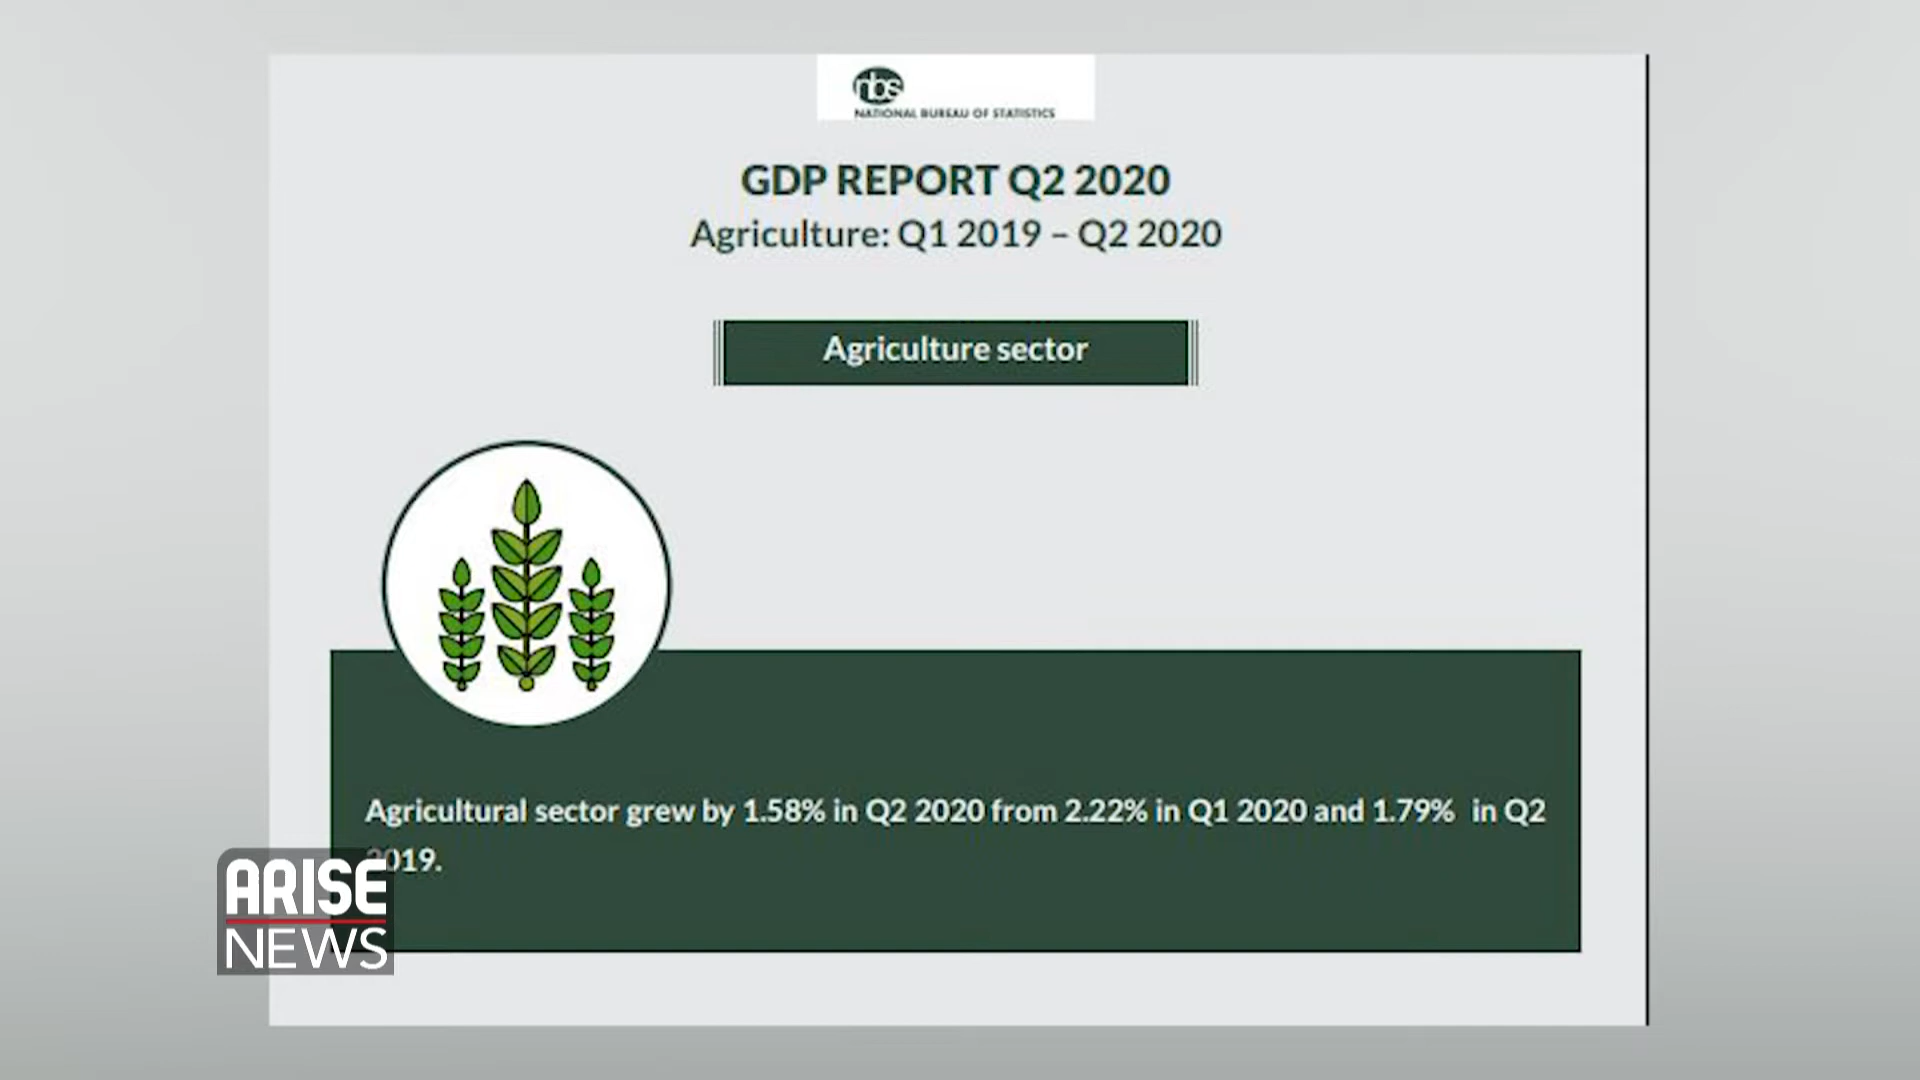 nbs
NATIONAL BUREAU OF STATISTICS
GDP REPORT Q2 2020
Agriculture: Q1 2019 – Q2 2020
Agriculture sector
Agricultural sector grew by 1.58% in Q2 2020 from 2.22% in Q1 2020 and 1.79% in Q2
2019.
ARISE
NEWS